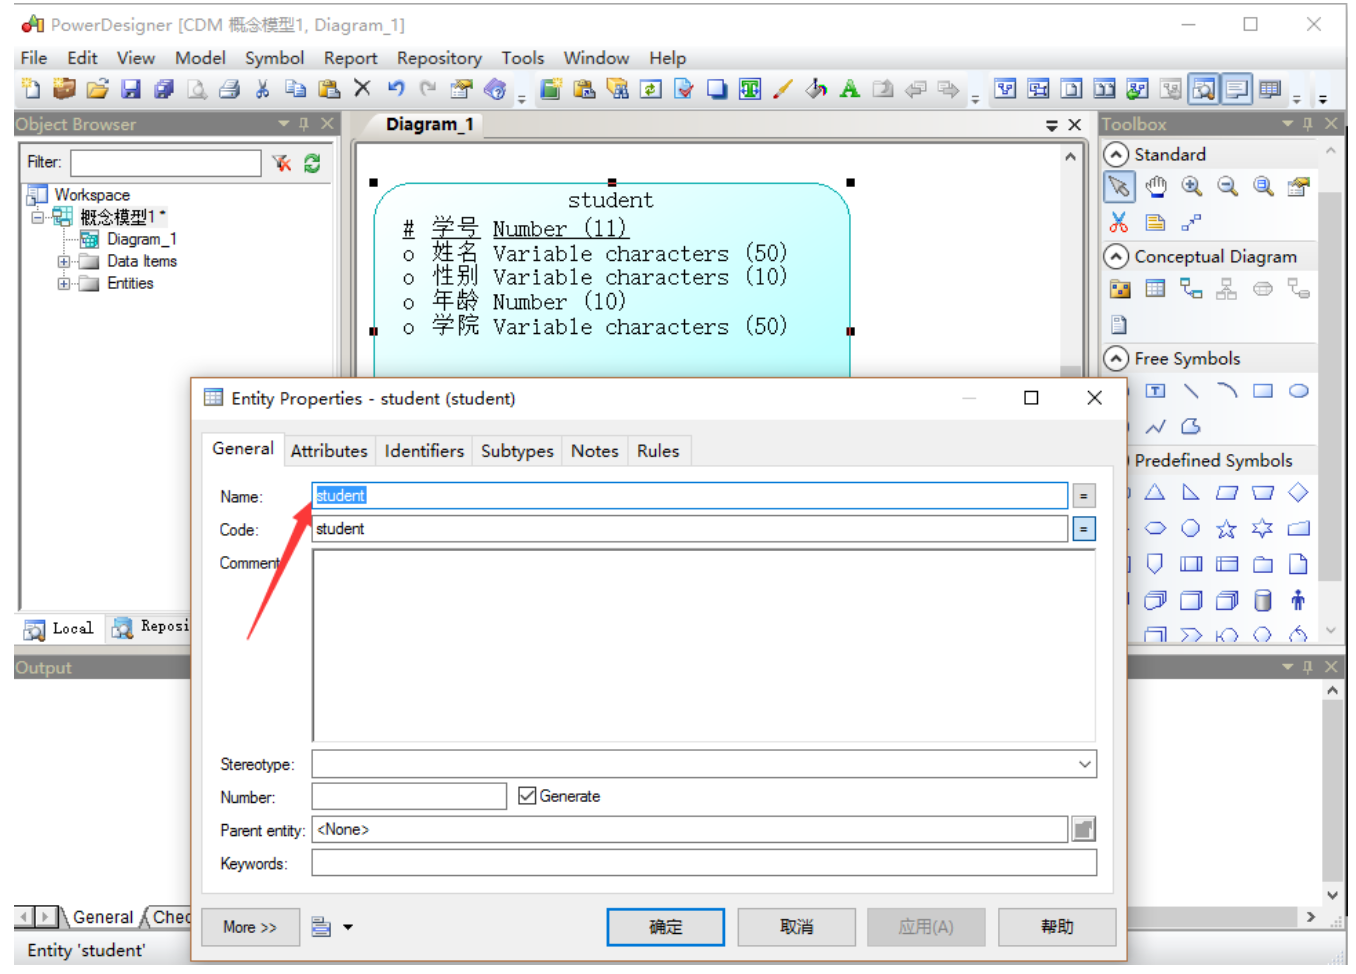 PowerDesigner [CDM 概念模型1, Diagram_1]
File Edit View Model Symbol Report Repository Tools Window Help
Object Browser
Diagram_1
Toolbox
Filter:
Workspace
概念模型1 *
Diagram_1
Data Items
Entities
student
# 学号 Number (11)
o 姓名 Variable characters (50)
o 性别 Variable characters (10)
o 年龄 Number (10)
o 学院 Variable characters (50)
Standard
Conceptual Diagram
Free Symbols
Predefined Symbols
Entity Properties - student (student)
General Attributes Identifiers Subtypes Notes Rules
Name: student =
Code: student =
Comment
Stereotype:
Number: Generate
Parent entity: <None>
Keywords:
More >> 确定 取消 应用(A) 帮助
Local Reposi
Output
General Chec
Entity 'student'